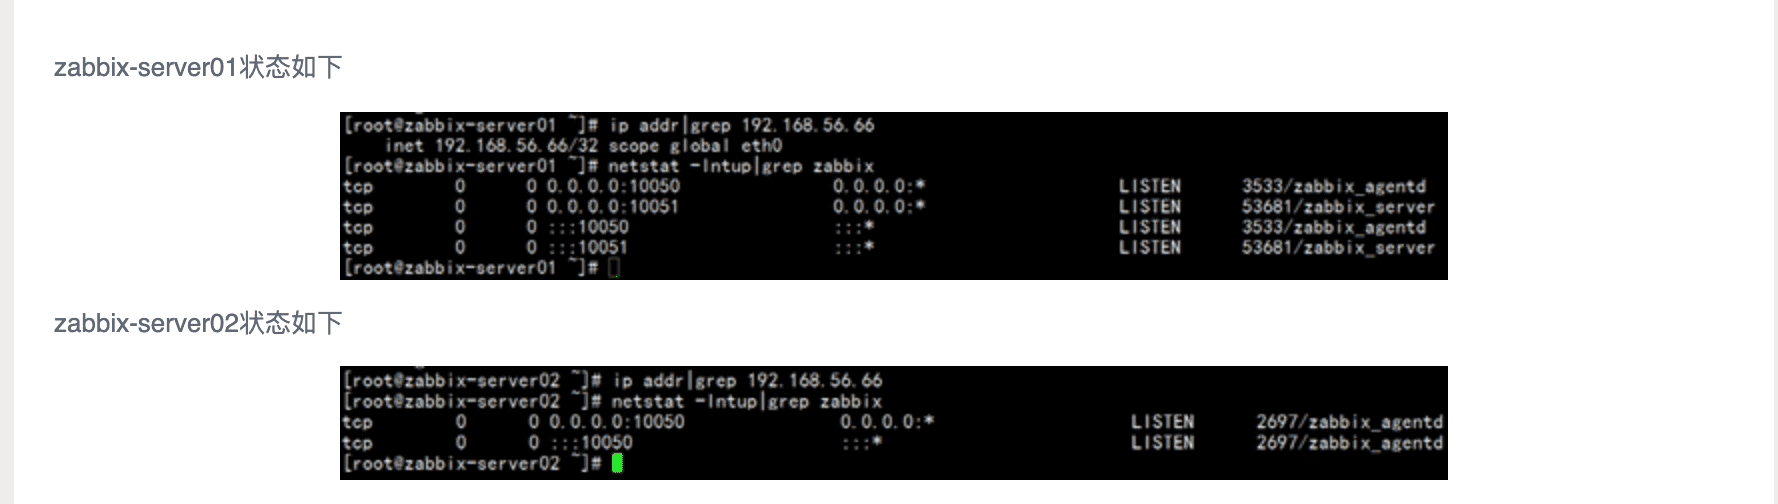 zabbix-server01状态如下
[root@zabbix-server01 ~]# ip addr|grep 192.168.56.66
    inet 192.168.56.66/32 scope global eth0
[root@zabbix-server01 ~]# netstat -lntup|grep zabbix
tcp        0      0 0.0.0.0:10050               0.0.0.0:*                   LISTEN      3533/zabbix_agentd
tcp        0      0 0.0.0.0:10051               0.0.0.0:*                   LISTEN      53681/zabbix_server
tcp        0      0 :::10050                    :::*                        LISTEN      3533/zabbix_agentd
tcp        0      0 :::10051                    :::*                        LISTEN      53681/zabbix_server
[root@zabbix-server01 ~]#
zabbix-server02状态如下
[root@zabbix-server02 ~]# ip addr|grep 192.168.56.66
[root@zabbix-server02 ~]# netstat -lntup|grep zabbix
tcp        0      0 0.0.0.0:10050               0.0.0.0:*                   LISTEN      2697/zabbix_agentd
tcp        0      0 :::10050                    :::*                        LISTEN      2697/zabbix_agentd
[root@zabbix-server02 ~]#